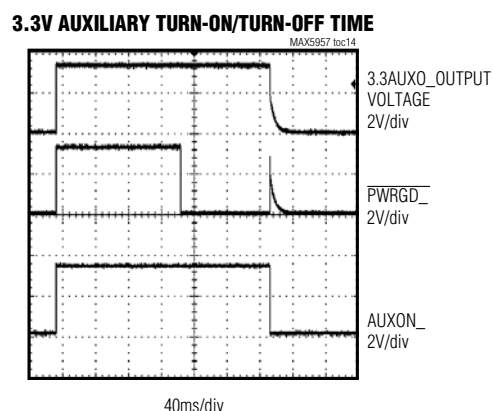 3.3V AUXILIARY TURN-ON/TURN-OFF TIME
MAX5957 toc14
3.3AUXO_OUTPUT
VOLTAGE
2V/div
PWRGD_
2V/div
AUXON_
2V/div
40ms/div